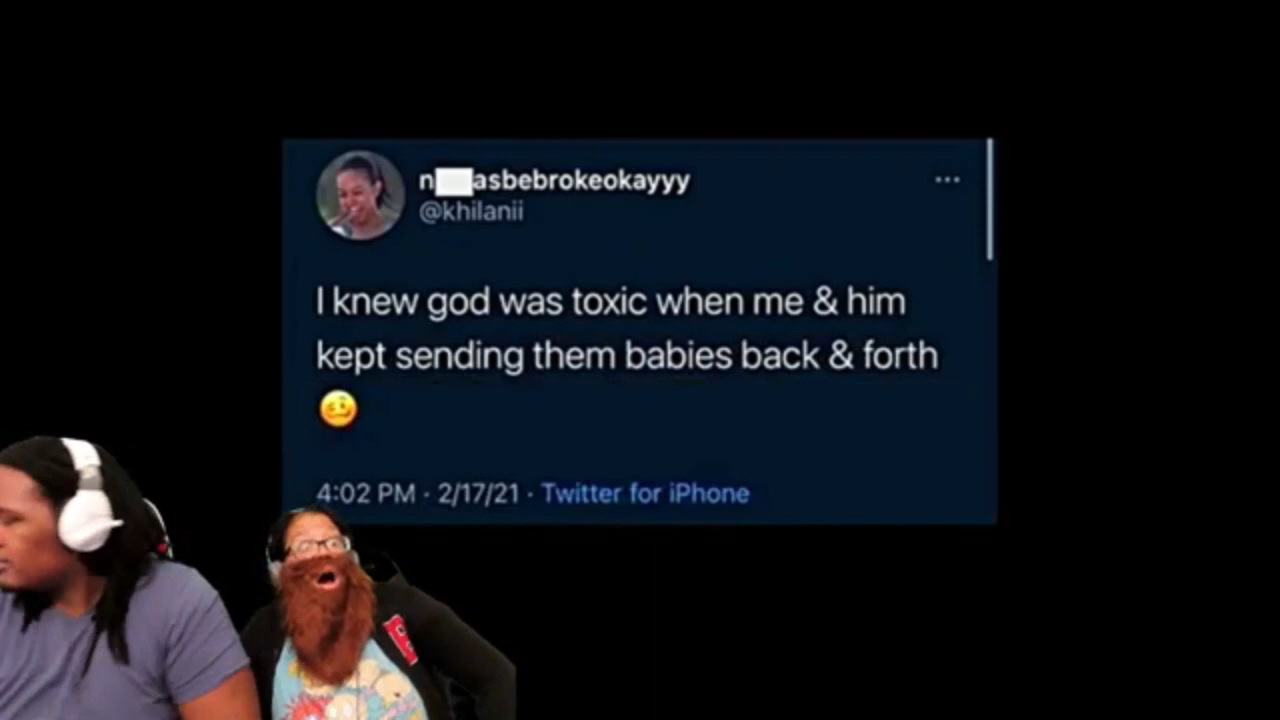 n asbebrokeokayyy
@khilanii
I knew god was toxic when me & him
kept sending them babies back & forth
🥴
4:02 PM · 2/17/21 · Twitter for iPhone